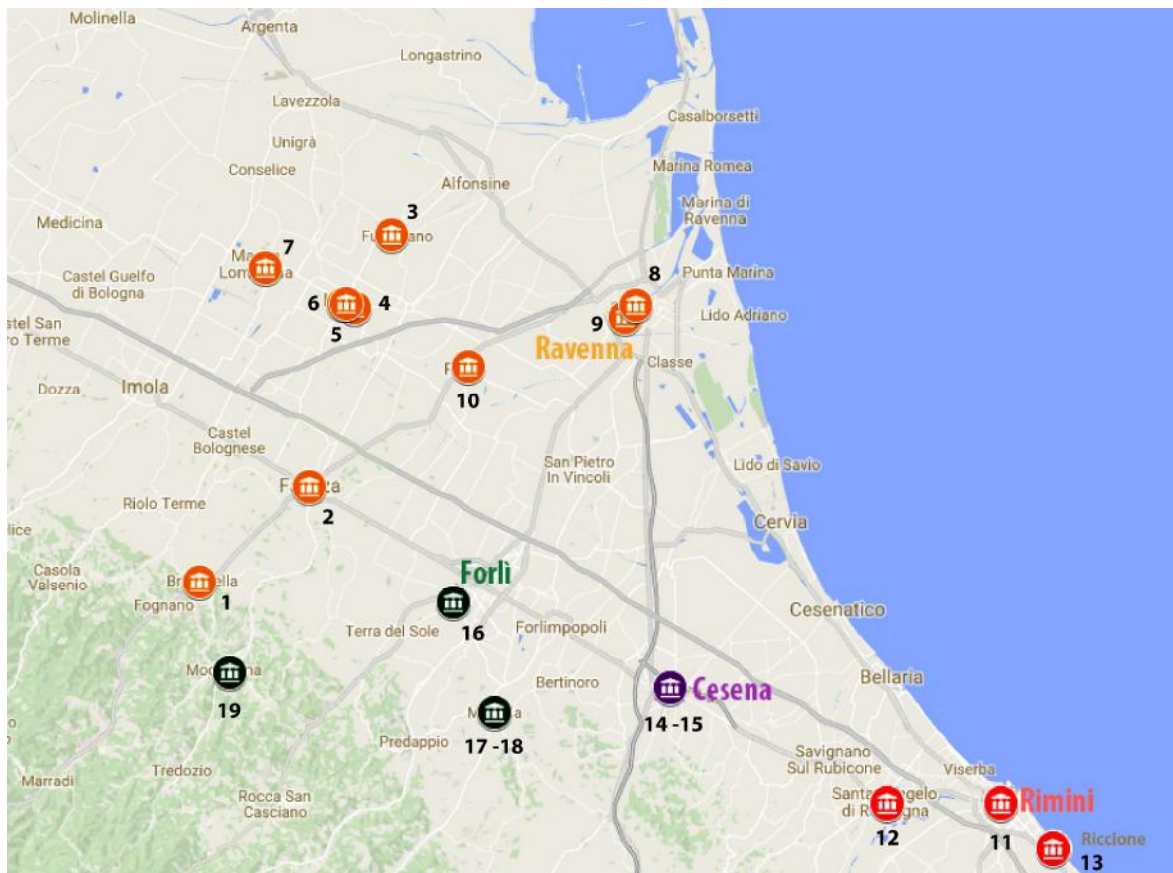 Molinella
Argenta
Longastrino
Lavezzola
Casalborsetti
Unigrà
Conselice
Marina Romea
Alfonsine
3
Marina di
Ravenna
Medicina
7
8
Castel Guelfo
di Bologna
Punta Marina
6
4
5
9
Lido Adriano
Ravenna
Classe
Terme
Dozza
Imola
10
Castel
Bolognese
San Pietro
In Vincoli
Lido di Savio
Riolo Terme
2
Cervia
Casola
Valsenio
Forlì
Fognano
1
Cesenatico
Terra del Sole
16
Forlimpopoli
Bellaria
19
Bertinoro
Cesena
14 -15
Predappio
17 -18
Marradi
Tredozio
Savignano
Sul Rubicone
Viserba
Rocca San
Casciano
Rimini
12
11
Riccione
13